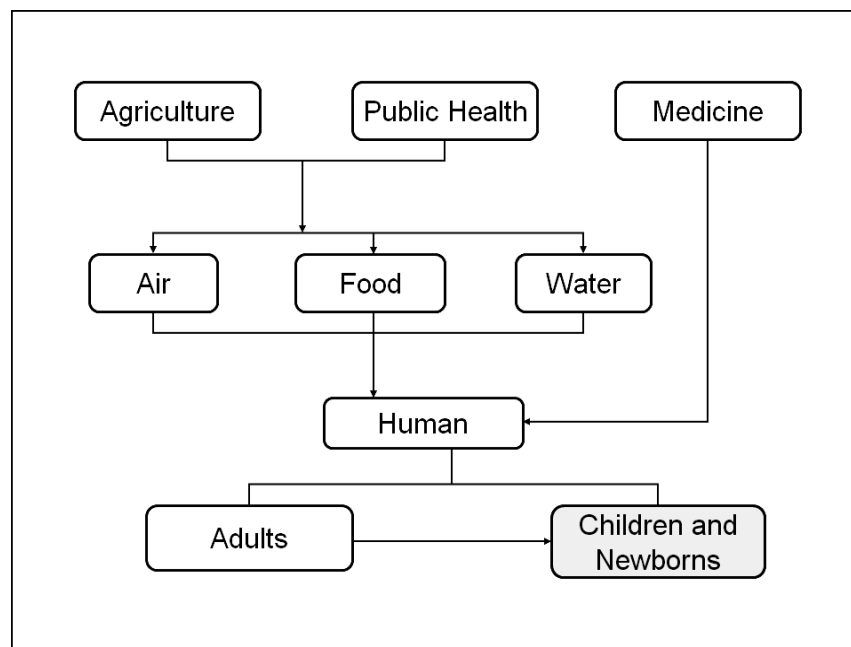 Agriculture
Public Health
Medicine
Air
Food
Water
Human
Adults
Children and
Newborns